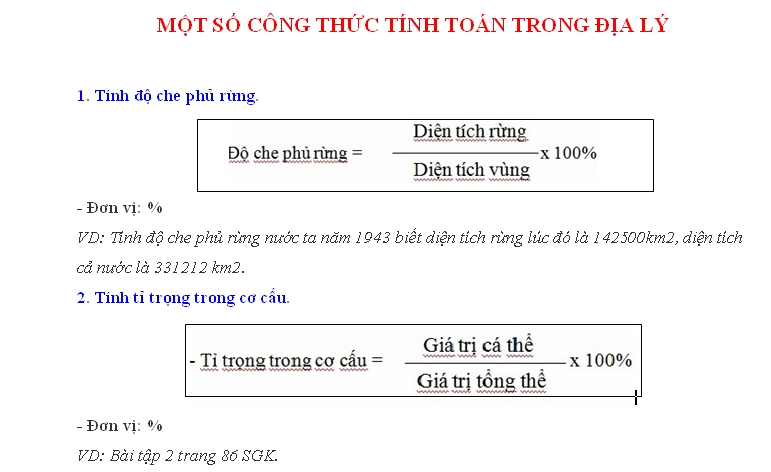 MỘT SỐ CÔNG THỨC TÍNH TOÁN TRONG ĐỊA LÝ
1. Tính độ che phủ rừng.
Độ che phủ rừng = Diện tích rừng / Diện tích vùng x 100%
- Đơn vị: %
VD: Tính độ che phủ rừng nước ta năm 1943 biết diện tích rừng lúc đó là 142500km2, diện tích
cả nước là 331212 km2.
2. Tính tỉ trọng trong cơ cấu.
- Tỉ trọng trong cơ cấu = Giá trị cá thể / Giá trị tổng thể x 100%
- Đơn vị: %
VD: Bài tập 2 trang 86 SGK.